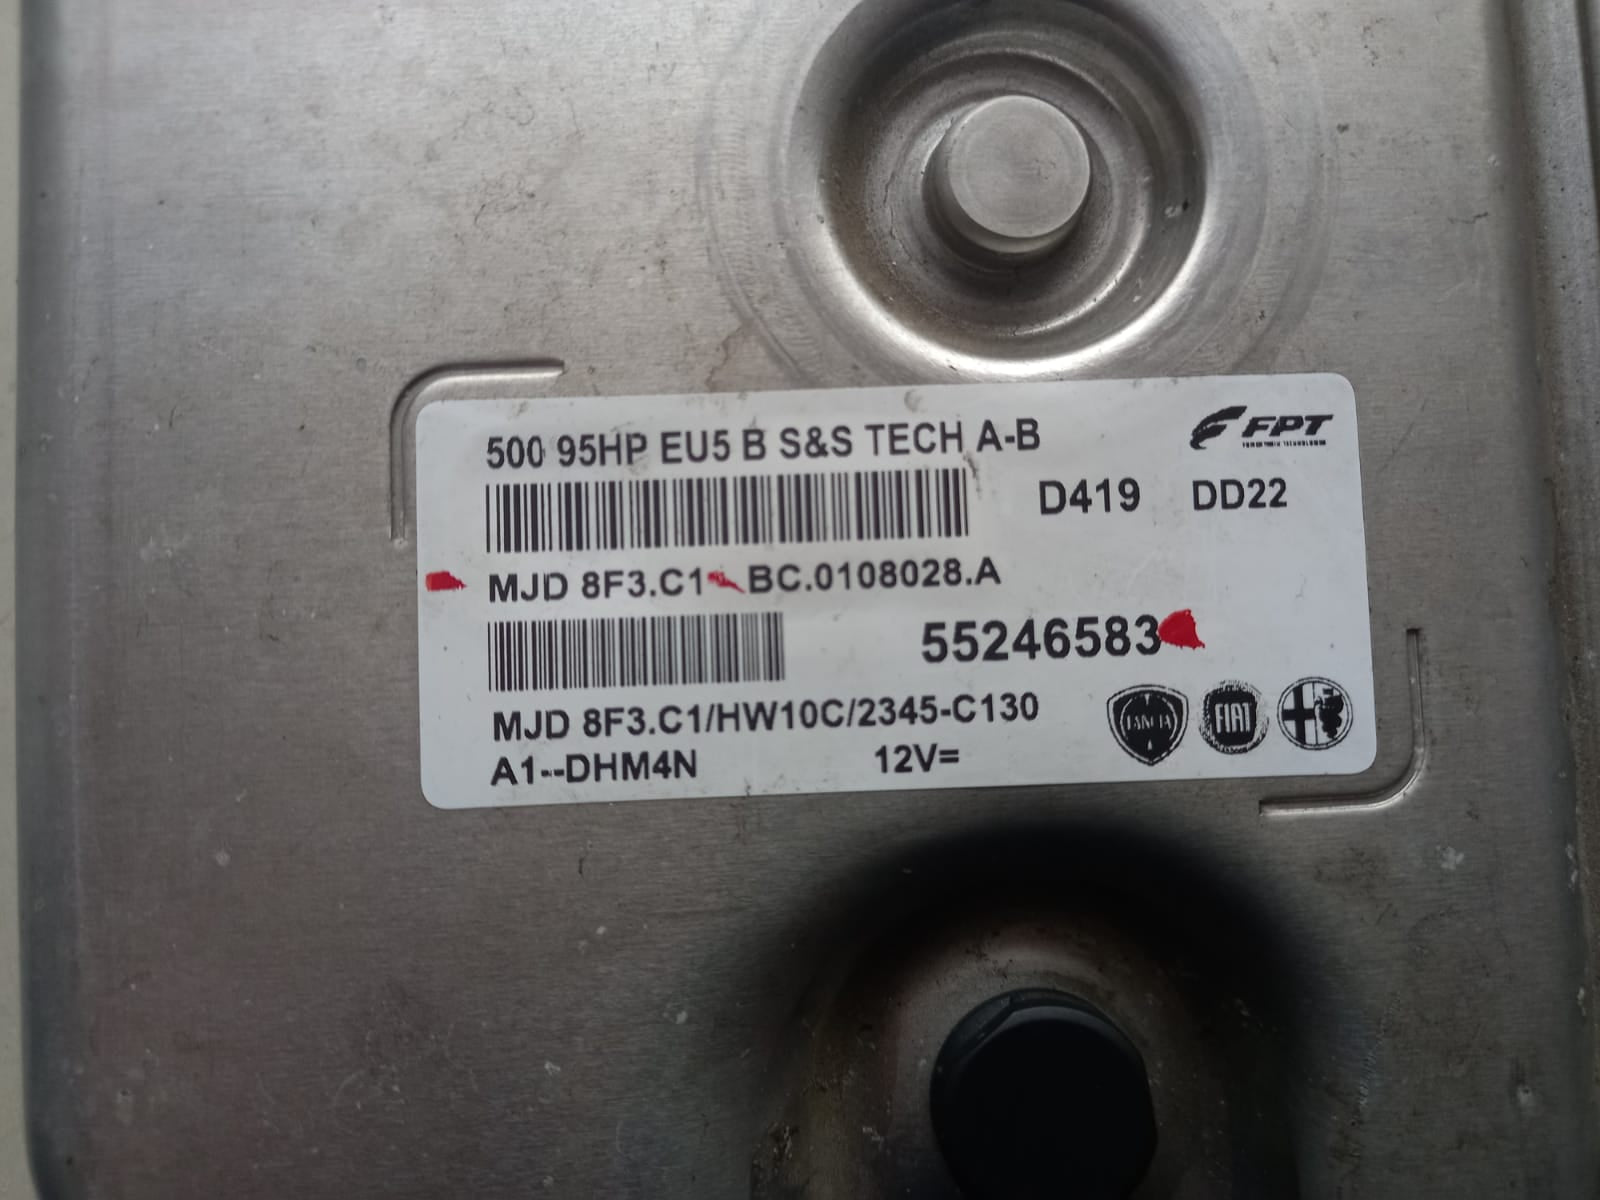 500 95HP EU5 B S&S TECH A-B
FPT
D419 DD22
MJD 8F3.C1 BC.0108028.A
55246583
MJD 8F3.C1/HW10C/2345-C130
A1--DHM4N 12V=
LANCIA FIAT